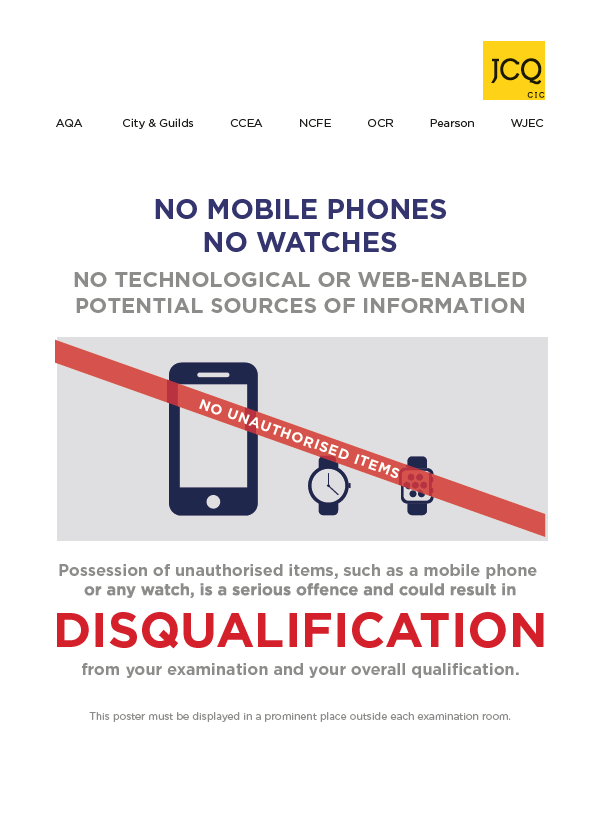 JCQ
CIC
AQA City & Guilds CCEA NCFE OCR Pearson WJEC
NO MOBILE PHONES
NO WATCHES
NO TECHNOLOGICAL OR WEB-ENABLED
POTENTIAL SOURCES OF INFORMATION
NO UNAUTHORISED ITEMS
Possession of unauthorised items, such as a mobile phone
or any watch, is a serious offence and could result in
DISQUALIFICATION
from your examination and your overall qualification.
This poster must be displayed in a prominent place outside each examination room.